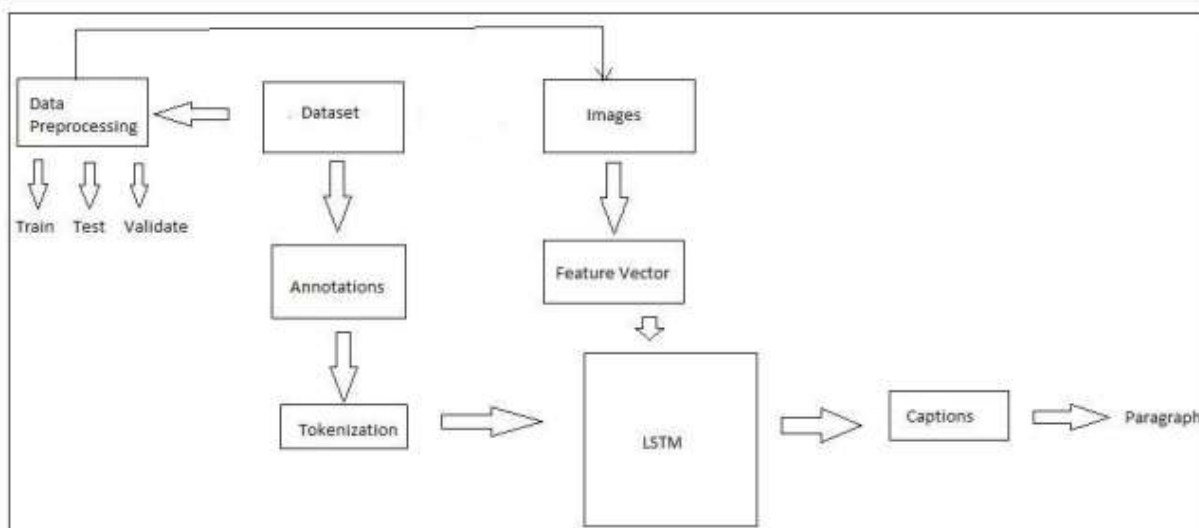 Data
Preprocessing
Dataset
Images
Train
Test
Validate
Annotations
Feature Vector
Tokenization
LSTM
Captions
Paragraph